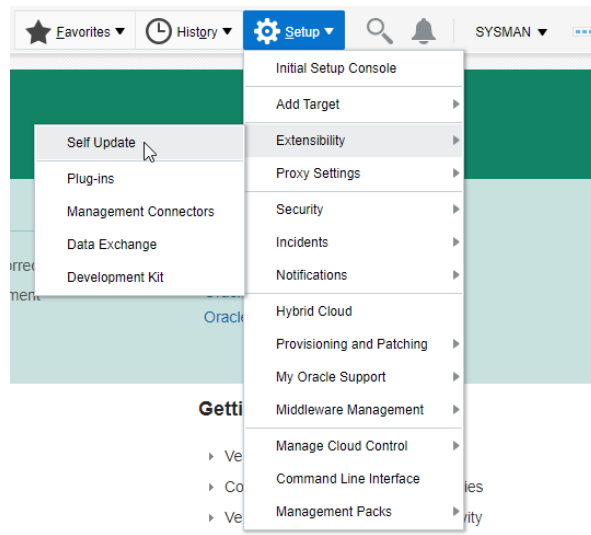 Favorites History Setup SYSMAN
Initial Setup Console
Add Target
Extensibility
Self Update
Plug-ins
Management Connectors
Data Exchange
Development Kit
Proxy Settings
Security
Incidents
Notifications
Hybrid Cloud
Provisioning and Patching
My Oracle Support
Middleware Management
Manage Cloud Control
Command Line Interface
Management Packs
Oracle
Getti
Ve
Co ies
Ve vity